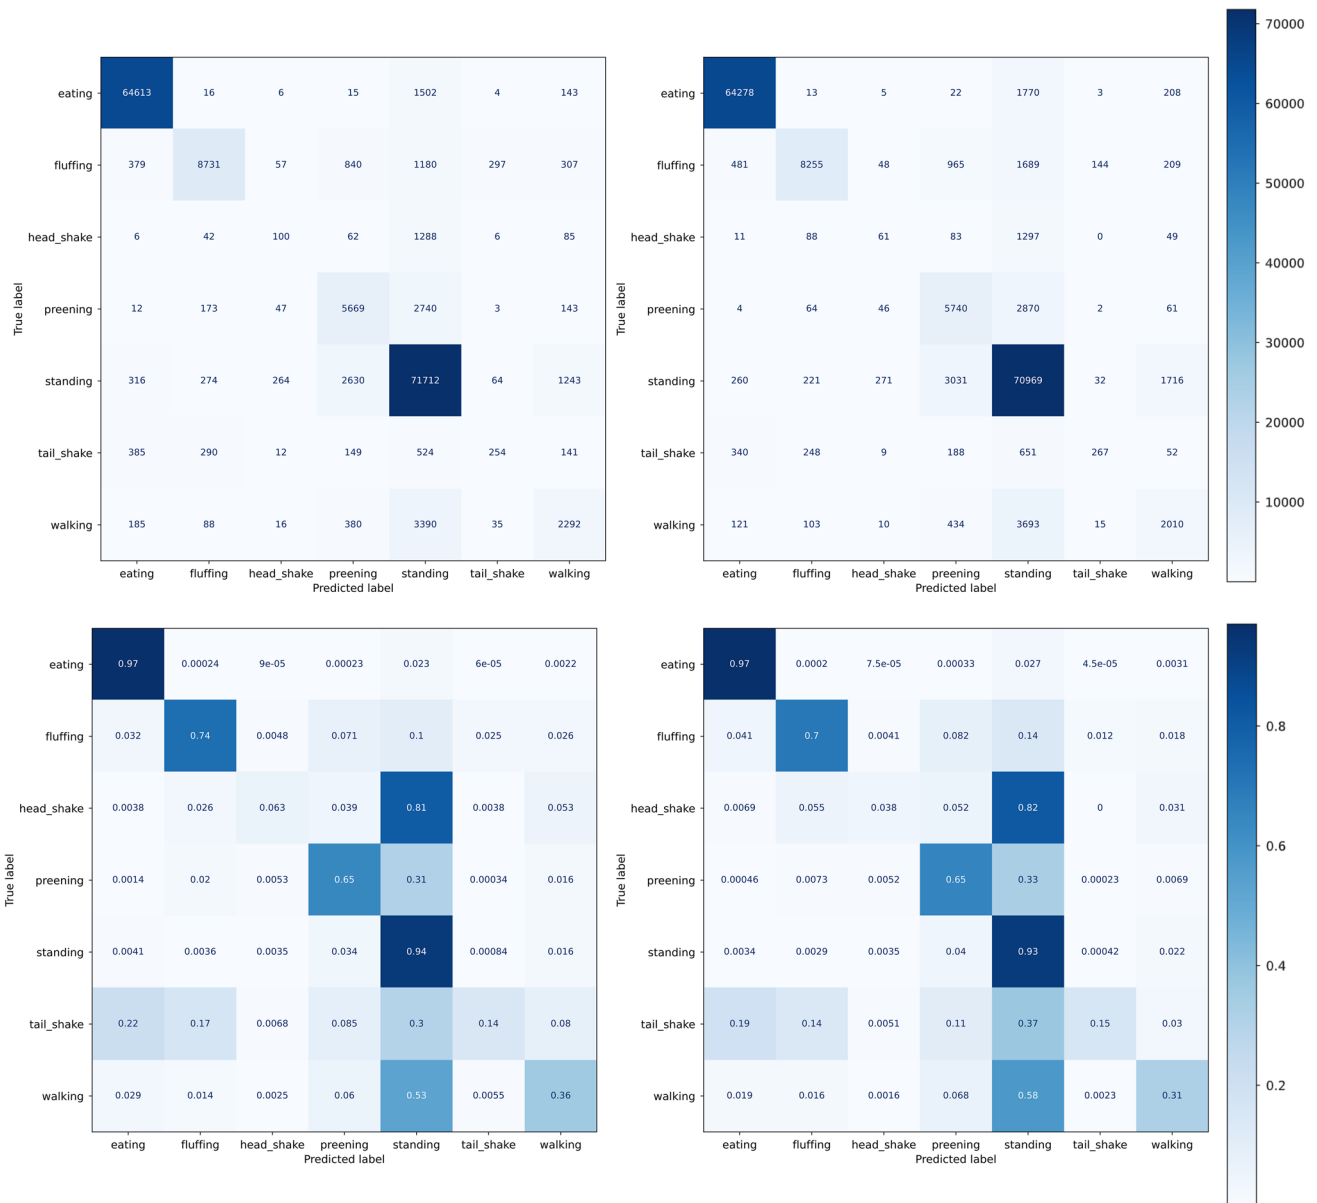 70000
60000
50000
40000
30000
20000
10000
True label
eating 64613 16 6 15 1502 4 143
fluffing 379 8731 57 840 1180 297 307
head_shake 6 42 100 62 1288 6 85
preening 12 173 47 5669 2740 3 143
standing 316 274 264 2630 71712 64 1243
tail_shake 385 290 12 149 524 254 141
walking 185 88 16 380 3390 35 2292
eating fluffing head_shake preening standing tail_shake walking
Predicted label
True label
eating 64278 13 5 22 1770 3 208
fluffing 481 8255 48 965 1689 144 209
head_shake 11 88 61 83 1297 0 49
preening 4 64 46 5740 2870 2 61
standing 260 221 271 3031 70969 32 1716
tail_shake 340 248 9 188 651 267 52
walking 121 103 10 434 3693 15 2010
eating fluffing head_shake preening standing tail_shake walking
Predicted label
True label
eating 0.97 0.00024 9e-05 0.00023 0.023 6e-05 0.0022
fluffing 0.032 0.74 0.0048 0.071 0.1 0.025 0.026
head_shake 0.0038 0.026 0.063 0.039 0.81 0.0038 0.053
preening 0.0014 0.02 0.0053 0.65 0.31 0.00034 0.016
standing 0.0041 0.0036 0.0035 0.034 0.94 0.00084 0.016
tail_shake 0.22 0.17 0.0068 0.085 0.3 0.14 0.08
walking 0.029 0.014 0.0025 0.06 0.53 0.0055 0.36
eating fluffing head_shake preening standing tail_shake walking
Predicted label
True label
eating 0.97 0.0002 7.5e-05 0.00033 0.027 4.5e-05 0.0031
fluffing 0.041 0.7 0.0041 0.082 0.14 0.012 0.018
head_shake 0.0069 0.055 0.038 0.052 0.82 0 0.031
preening 0.00046 0.0073 0.0052 0.65 0.33 0.00023 0.0069
standing 0.0034 0.0029 0.0035 0.04 0.93 0.00042 0.022
tail_shake 0.19 0.14 0.0051 0.11 0.37 0.15 0.03
walking 0.019 0.016 0.0016 0.068 0.58 0.0023 0.31
eating fluffing head_shake preening standing tail_shake walking
Predicted label
0.8
0.6
0.4
0.2